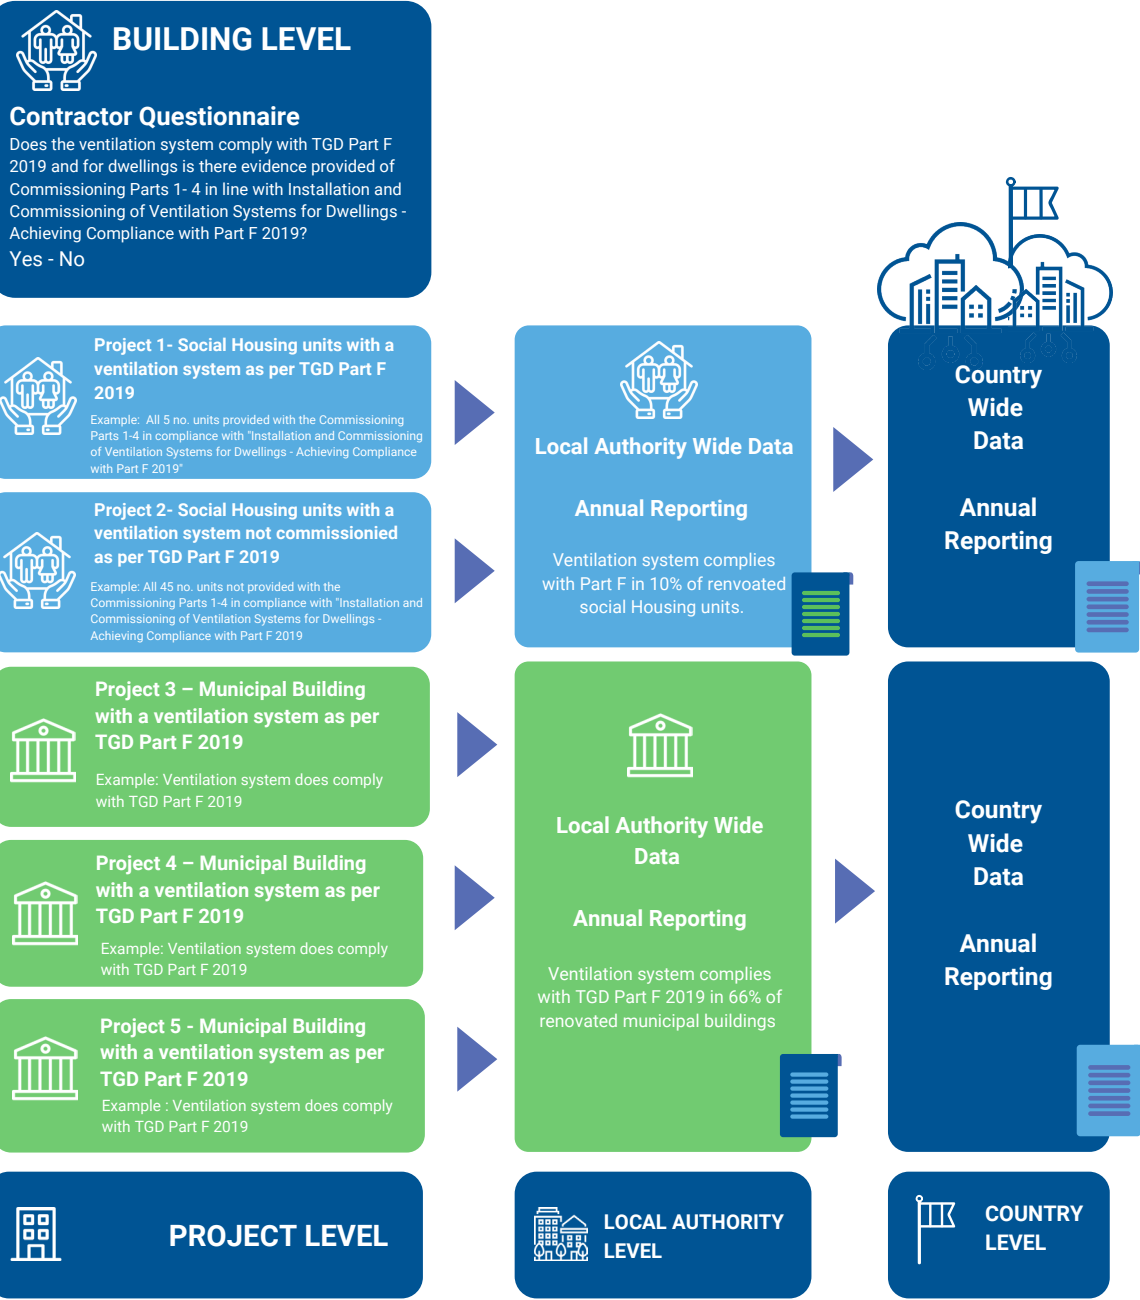 BUILDING LEVEL
Contractor Questionnaire
Does the ventilation system comply with TGD Part F
2019 and for dwellings is there evidence provided of
Commissioning Parts 1- 4 in line with Installation and
Commissioning of Ventilation Systems for Dwellings -
Achieving Compliance with Part F 2019?
Yes - No
Project 1- Social Housing units with a
ventilation system as per TGD Part F
2019
Example:  All 5 no. units provided with the Commissioning
Parts 1-4 in compliance with "Installation and Commissioning
of Ventilation Systems for Dwellings - Achieving Compliance
with Part F 2019"
Project 2- Social Housing units with a
ventilation system not commissionied
as per TGD Part F 2019
Example: All 45 no. units not provided with the
Commissioning Parts 1-4 in compliance with "Installation and
Commissioning of Ventilation Systems for Dwellings -
Achieving Compliance with Part F 2019
Project 3 – Municipal Building
with a ventilation system as per
TGD Part F 2019
Example: Ventilation system does comply
with TGD Part F 2019
Project 4 – Municipal Building
with a ventilation system as per
TGD Part F 2019
Example: Ventilation system does comply
with TGD Part F 2019
Project 5 - Municipal Building
with a ventilation system as per
TGD Part F 2019
Example : Ventilation system does comply
with TGD Part F 2019
PROJECT LEVEL
Local Authority Wide Data
Annual Reporting
Ventilation system complies
with Part F in 10% of renvoated
social Housing units.
Local Authority Wide
Data
Annual Reporting
Ventilation system complies
with TGD Part F 2019 in 66% of
renovated municipal buildings
LOCAL AUTHORITY
LEVEL
Country
Wide
Data
Annual
Reporting
Country
Wide
Data
Annual
Reporting
COUNTRY
LEVEL